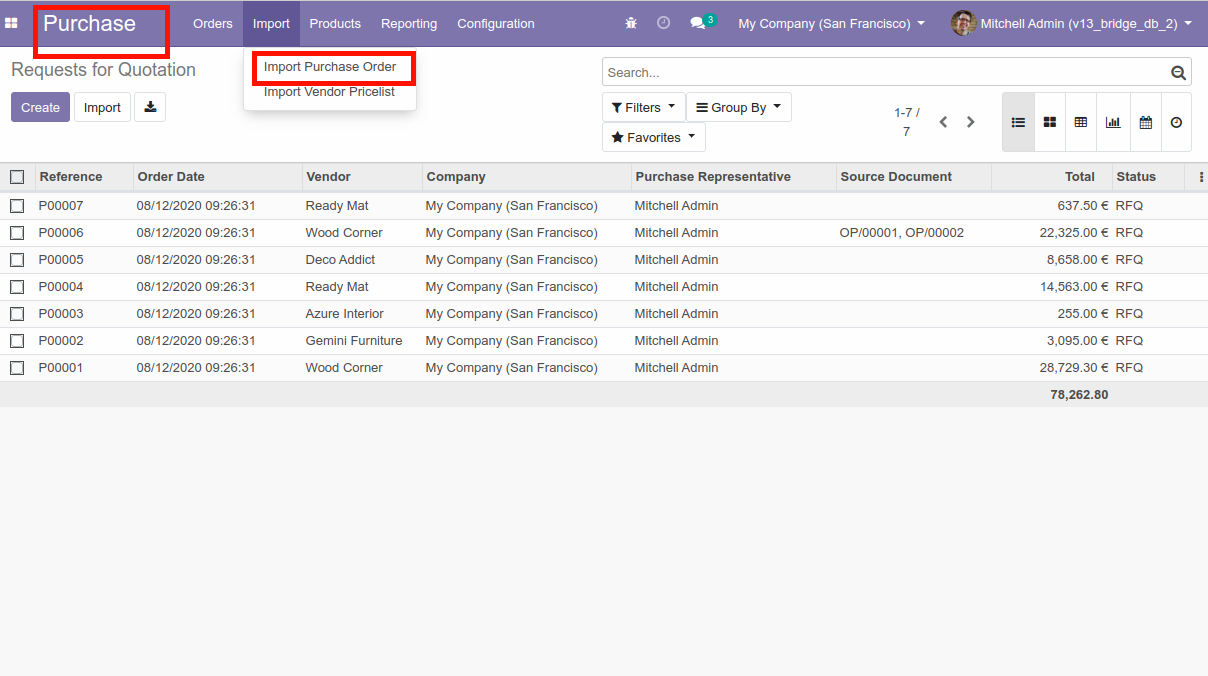 Purchase Orders Import Products Reporting Configuration 3 My Company (San Francisco) Mitchell Admin (v13_bridge_db_2)
Import Purchase Order
Import Vendor Pricelist
Requests for Quotation
Search...
Create Import
Filters Group By
Favorites
1-7 /
7
Reference Order Date Vendor Company Purchase Representative Source Document Total Status
P00007 08/12/2020 09:26:31 Ready Mat My Company (San Francisco) Mitchell Admin 637.50 € RFQ
P00006 08/12/2020 09:26:31 Wood Corner My Company (San Francisco) Mitchell Admin OP/00001, OP/00002 22,325.00 € RFQ
P00005 08/12/2020 09:26:31 Deco Addict My Company (San Francisco) Mitchell Admin 8,658.00 € RFQ
P00004 08/12/2020 09:26:31 Ready Mat My Company (San Francisco) Mitchell Admin 14,563.00 € RFQ
P00003 08/12/2020 09:26:31 Azure Interior My Company (San Francisco) Mitchell Admin 255.00 € RFQ
P00002 08/12/2020 09:26:31 Gemini Furniture My Company (San Francisco) Mitchell Admin 3,095.00 € RFQ
P00001 08/12/2020 09:26:31 Wood Corner My Company (San Francisco) Mitchell Admin 28,729.30 € RFQ
78,262.80